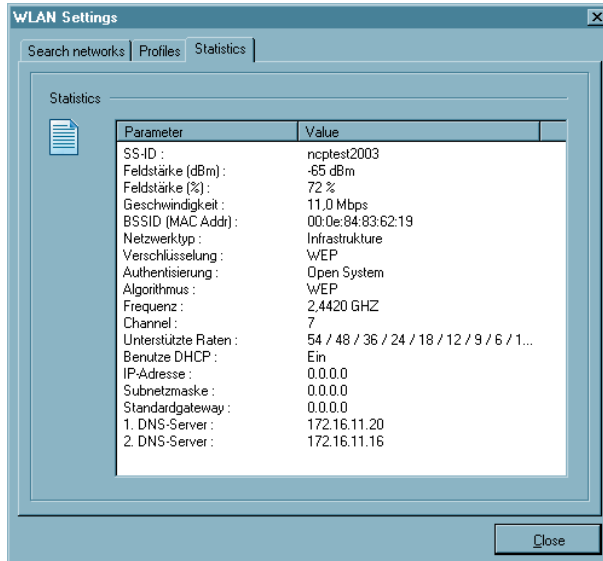 WLAN Settings
Search networks Profiles Statistics
Statistics
Parameter Value
SS-ID : ncptest2003
Feldstärke (dBm) : -65 dBm
Feldstärke (%) : 72 %
Geschwindigkeit : 11,0 Mbps
BSSID (MAC Addr) : 00:0e:84:83:62:19
Netzwerktyp : Infrastrukture
Verschlüsselung : WEP
Authentisierung : Open System
Algorithmus : WEP
Frequenz : 2,4420 GHZ
Channel : 7
Unterstützte Raten : 54 / 48 / 36 / 24 / 18 / 12 / 9 / 6 / 1...
Benutze DHCP : Ein
IP-Adresse : 0.0.0.0
Subnetzmaske : 0.0.0.0
Standardgateway : 0.0.0.0
1. DNS-Server : 172.16.11.20
2. DNS-Server : 172.16.11.16
Close